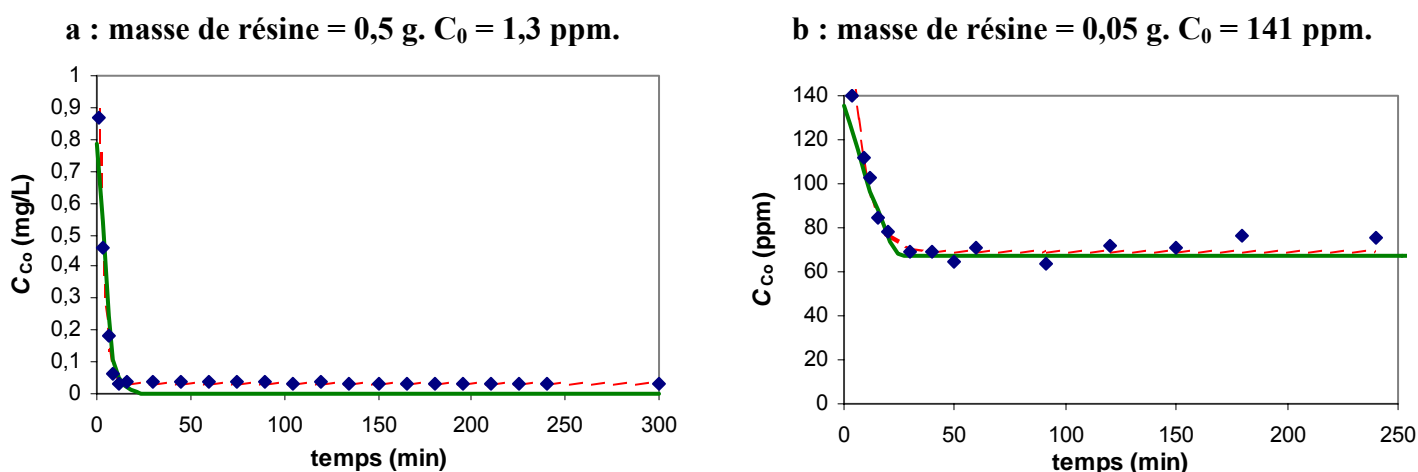 a : masse de résine = 0,5 g. C₀ = 1,3 ppm.
1
0,9
0,8
0,7
0,6
0,5
0,4
0,3
0,2
0,1
0
C Co (mg/L)
0 50 100 150 200 250 300
temps (min)
b : masse de résine = 0,05 g. C₀ = 141 ppm.
140
120
100
80
60
40
20
0
C Co (ppm)
0 50 100 150 200 250
temps (min)